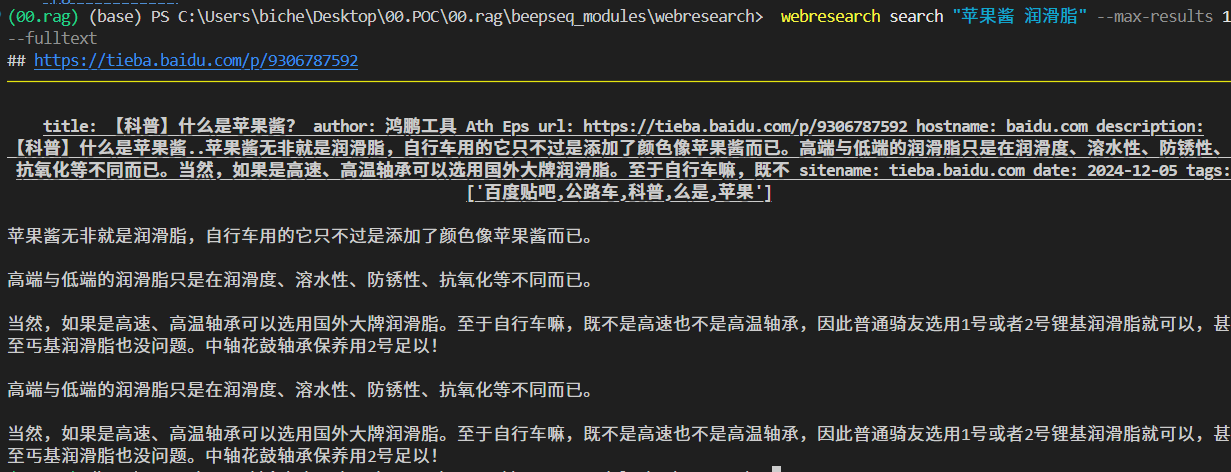 (00.rag) (base) PS C:\Users\biche\Desktop\00.POC\00.rag\beepseq_modules\webresearch>  webresearch search "苹果酱 润滑脂" --max-results 1
--fulltext
## https://tieba.baidu.com/p/9306787592
title: 【科普】什么是苹果酱？ author: 鸿鹏工具 Ath Eps url: https://tieba.baidu.com/p/9306787592 hostname: baidu.com description:
【科普】什么是苹果酱..苹果酱无非就是润滑脂，自行车用的它只不过是添加了颜色像苹果酱而已。高端与低端的润滑脂只是在润滑度、溶水性、防锈性、
抗氧化等不同而已。当然，如果是高速、高温轴承可以选用国外大牌润滑脂。至于自行车嘛，既不 sitename: tieba.baidu.com date: 2024-12-05 tags:
['百度贴吧,公路车,科普,么是,苹果']
苹果酱无非就是润滑脂，自行车用的它只不过是添加了颜色像苹果酱而已。
高端与低端的润滑脂只是在润滑度、溶水性、防锈性、抗氧化等不同而已。
当然，如果是高速、高温轴承可以选用国外大牌润滑脂。至于自行车嘛，既不是高速也不是高温轴承，因此普通骑友选用1号或者2号锂基润滑脂就可以，甚
至丐基润滑脂也没问题。中轴花鼓轴承保养用2号足以！
高端与低端的润滑脂只是在润滑度、溶水性、防锈性、抗氧化等不同而已。
当然，如果是高速、高温轴承可以选用国外大牌润滑脂。至于自行车嘛，既不是高速也不是高温轴承，因此普通骑友选用1号或者2号锂基润滑脂就可以，甚
至丐基润滑脂也没问题。中轴花鼓轴承保养用2号足以！